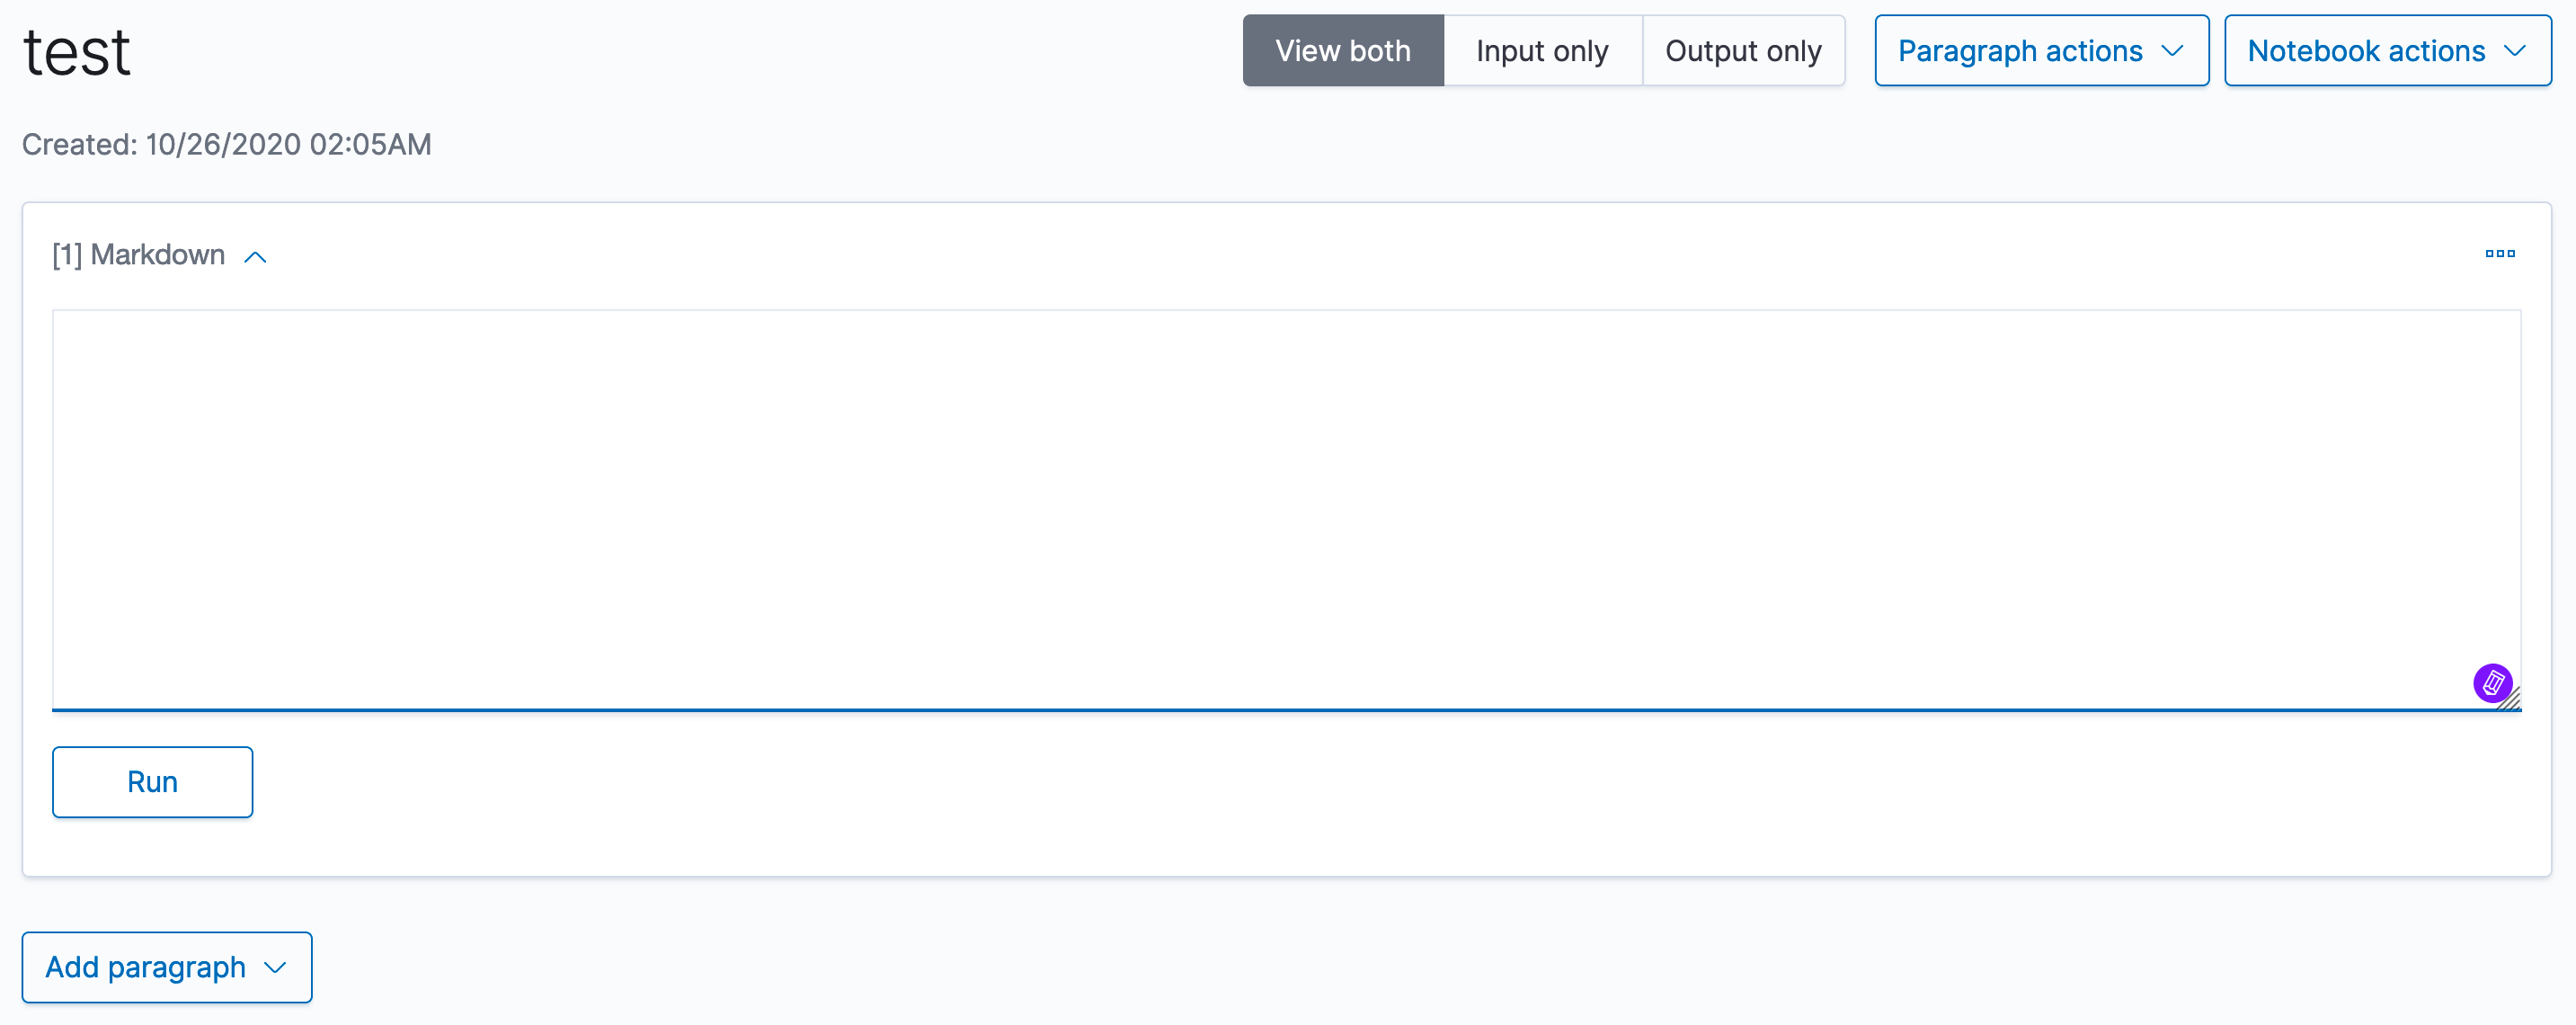 test
View both
Input only
Output only
Paragraph actions
Notebook actions
Created: 10/26/2020 02:05AM
[1] Markdown
Run
Add paragraph